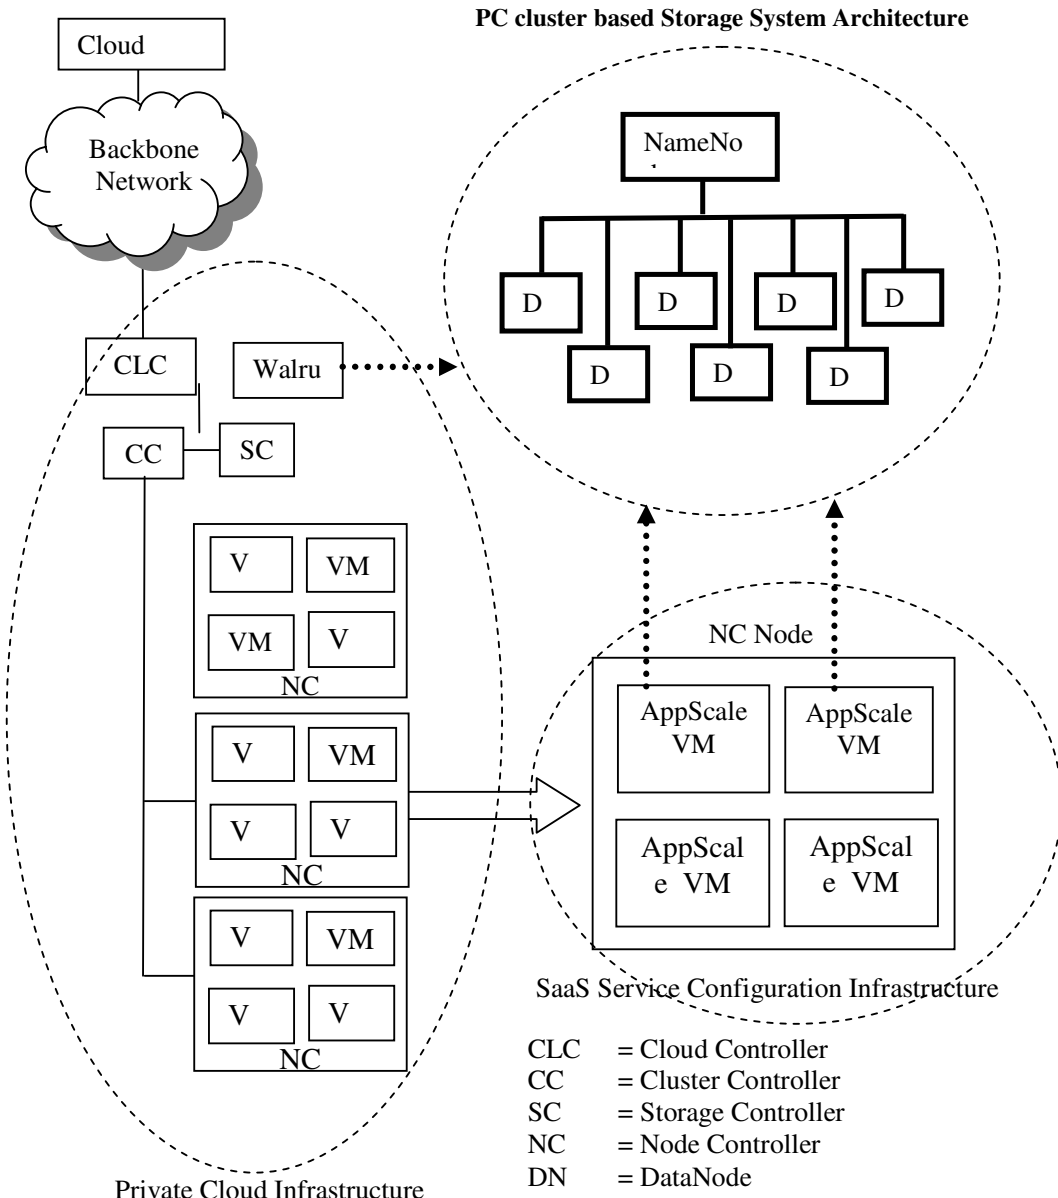 PC cluster based Storage System Architecture
Cloud
Backbone
Network
NameNo
D
D
D
D
D
D
D
CLC
Walru
CC
SC
V
VM
VM
V
NC
V
VM
V
V
NC
V
VM
V
V
NC
NC Node
AppScale
VM
AppScale
VM
AppScal
e VM
AppScal
e VM
SaaS Service Configuration Infrastructure
CLC = Cloud Controller
CC = Cluster Controller
SC = Storage Controller
NC = Node Controller
DN = DataNode
Private Cloud Infrastructure